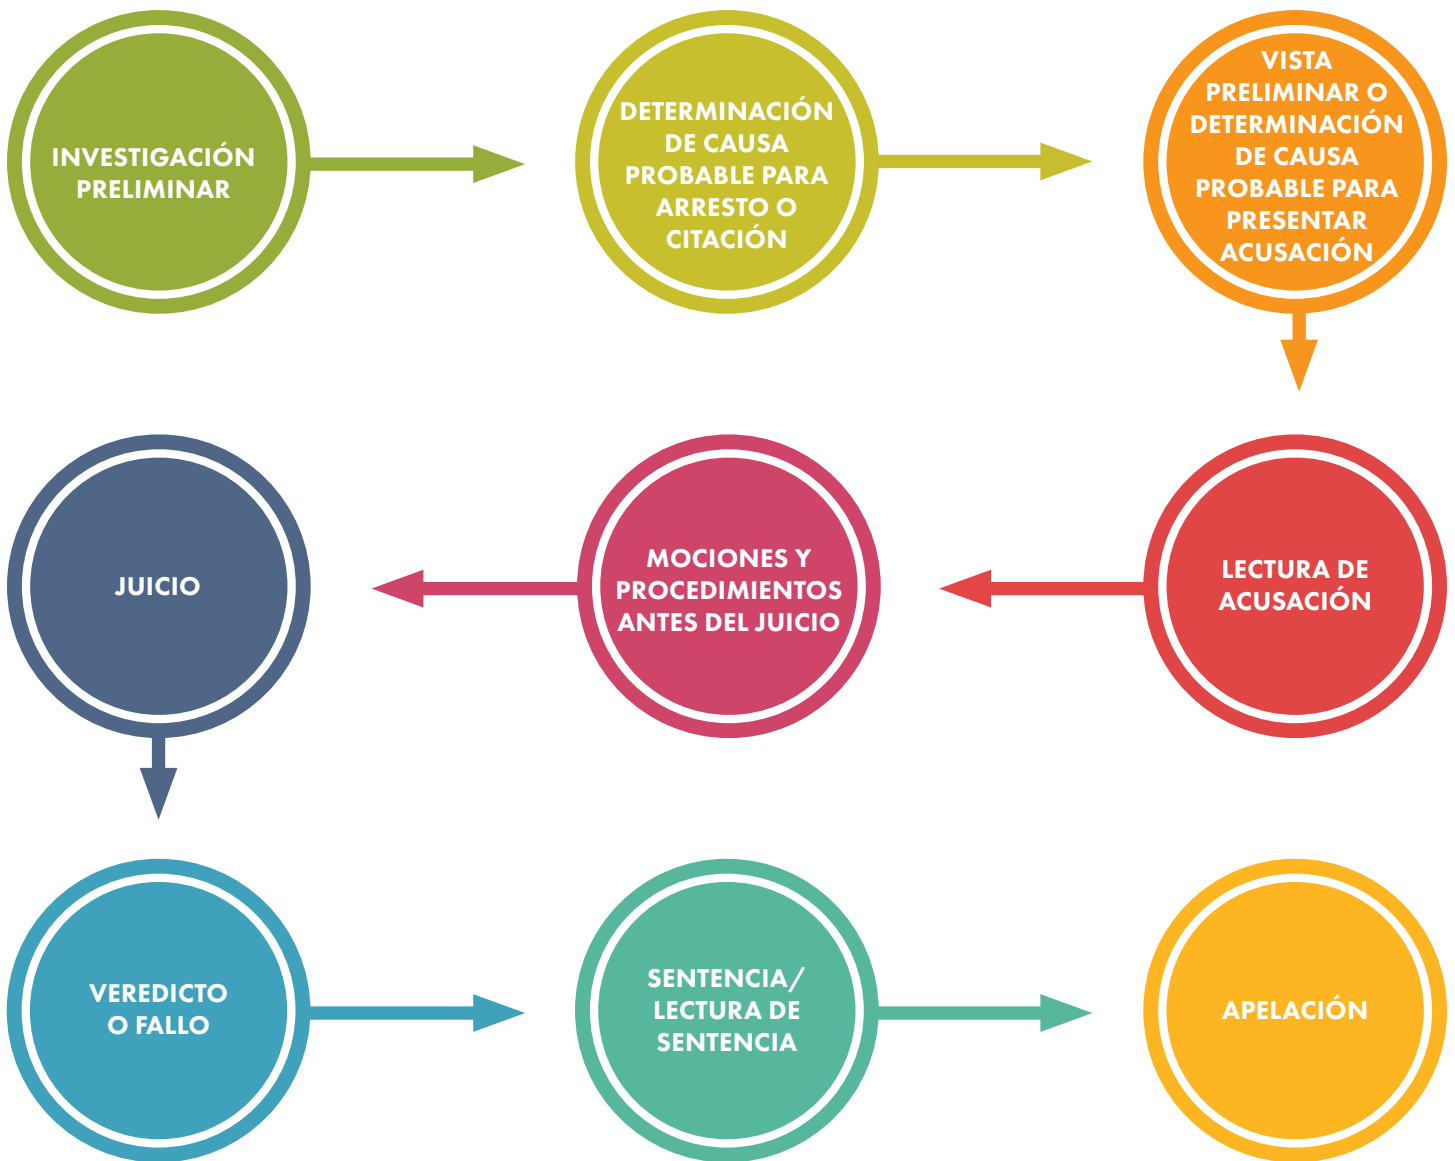 INVESTIGACIÓN
PRELIMINAR
DETERMINACIÓN
DE CAUSA
PROBABLE PARA
ARRESTO O
CITACIÓN
VISTA
PRELIMINAR O
DETERMINACIÓN
DE CAUSA
PROBABLE PARA
PRESENTAR
ACUSACIÓN
LECTURA DE
ACUSACIÓN
MOCIONES Y
PROCEDIMIENTOS
ANTES DEL JUICIO
JUICIO
VEREDICTO
O FALLO
SENTENCIA/
LECTURA DE
SENTENCIA
APELACIÓN